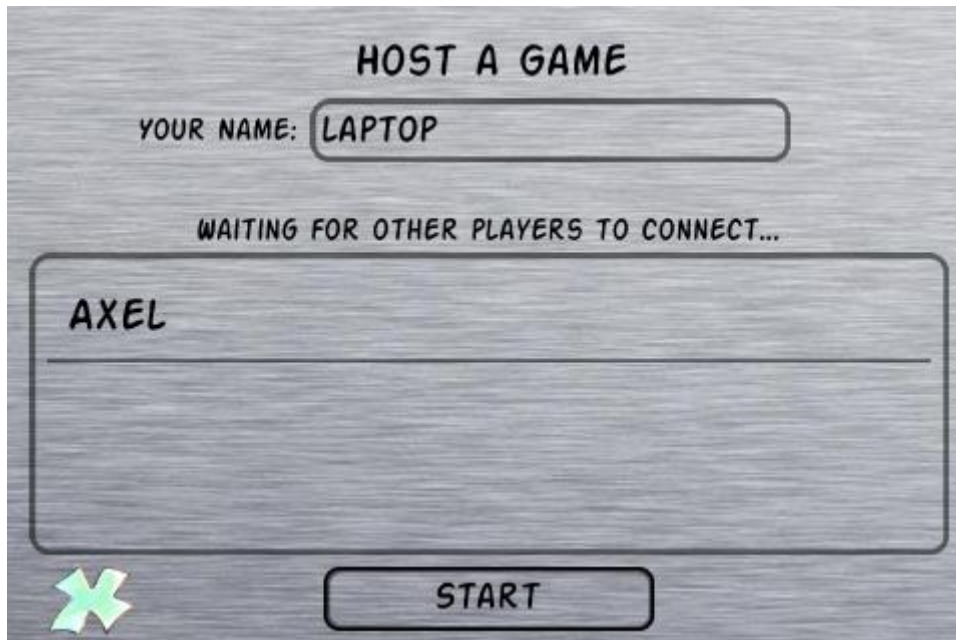 HOST A GAME
YOUR NAME: LAPTOP
WAITING FOR OTHER PLAYERS TO CONNECT...
AXEL
START